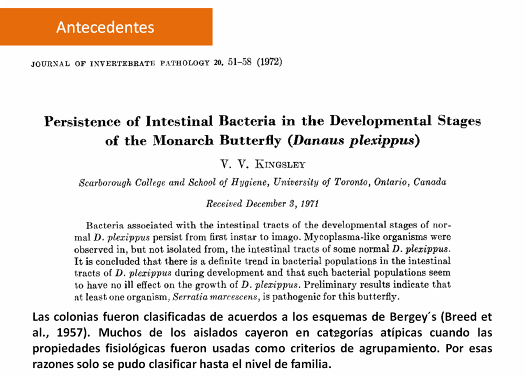 Antecedentes
JOURNAL OF INVERTEBRATE PATHOLOGY 20, 51–58 (1972)
Persistence of Intestinal Bacteria in the Developmental Stages
of the Monarch Butterfly (Danaus plexippus)
V. V. KINGSLEY
Scarborough College and School of Hygiene, University of Toronto, Ontario, Canada
Received December 3, 1971
Bacteria associated with the intestinal tracts of the developmental stages of nor-
mal D. plexippus persist from first instar to imago. Mycoplasma-like organisms were
observed in, but not isolated from, the intestinal tracts of some normal D. plexippus.
It is concluded that there is a definite trend in bacterial populations in the intestinal
tracts of D. plexippus during development and that such bacterial populations seem
to have no ill effect on the growth of D. plexippus. Preliminary results indicate that
at least one organism, Serratia marcescens, is pathogenic for this butterfly.
Las colonias fueron clasificadas de acuerdos a los esquemas de Bergey´s (Breed et
al., 1957). Muchos de los aislados cayeron en categorías atípicas cuando las
propiedades fisiológicas fueron usadas como criterios de agrupamiento. Por esas
razones solo se pudo clasificar hasta el nivel de familia.